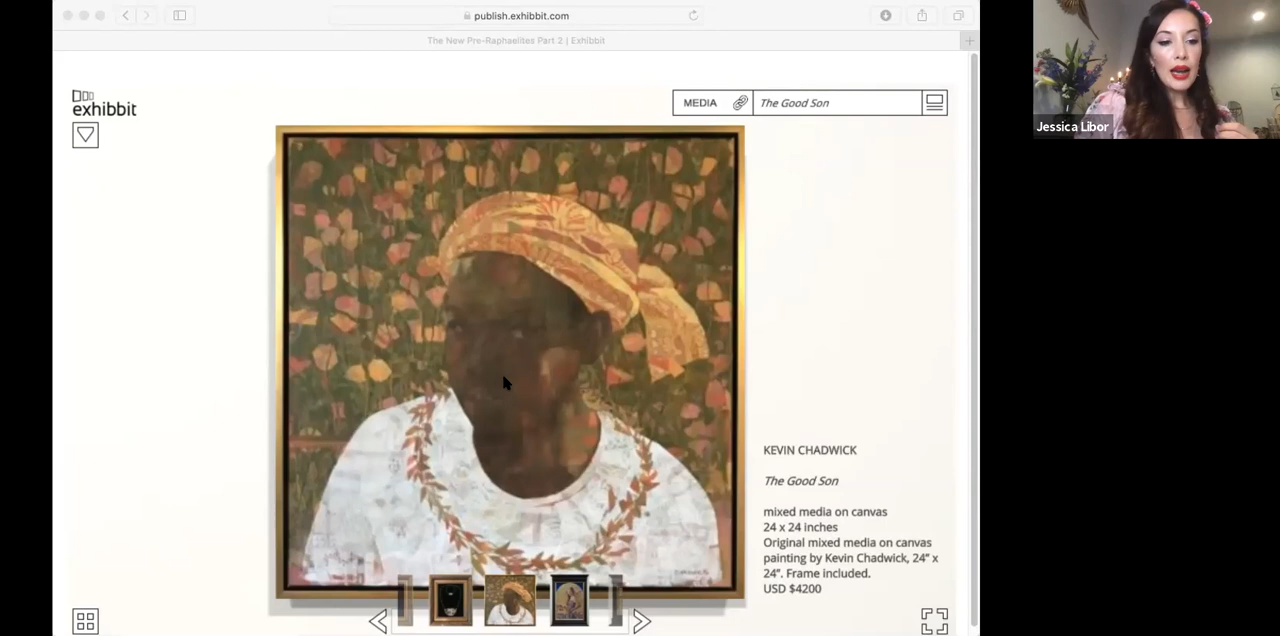 publish.exhibbit.com
The New Pre-Raphaelites Part 2 | Exhibbit
exhibbit
MEDIA
The Good Son
Jessica Libor
KEVIN CHADWICK
The Good Son
mixed media on canvas
24 x 24 inches
Original mixed media on canvas
painting by Kevin Chadwick, 24” x
24”. Frame included.
USD $4200